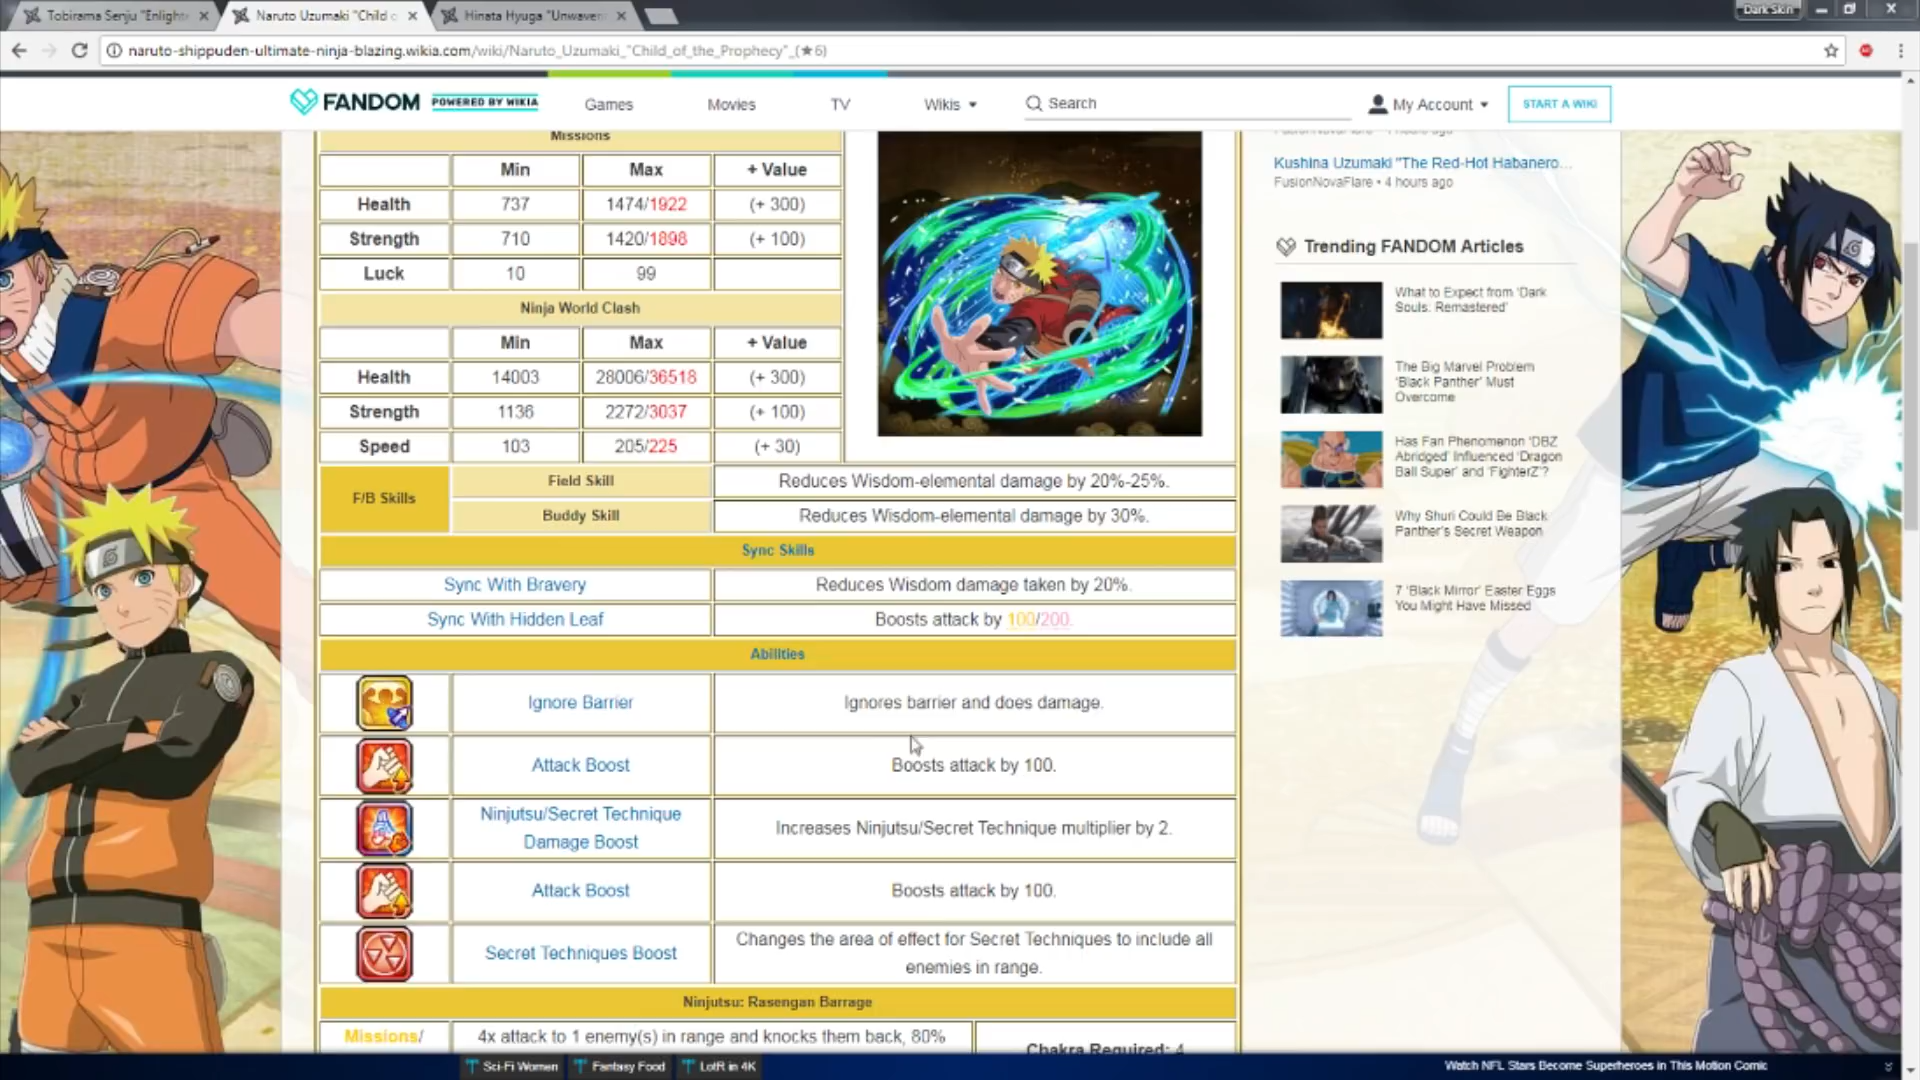 Tobirama Senju "Enlight
Naruto Uzumaki "Child o
Hinata Hyuga "Unwaveri
Dark Skin
naruto-shippuden-ultimate-ninja-blazing.wikia.com/wiki/Naruto_Uzumaki_"Child_of_the_Prophecy"_(★6)
FANDOM POWERED BY WIKIA
Games
Movies
TV
Wikis
Search
My Account
START A WIKI
Missions
Min Max + Value
Health 737 1474/1922 (+ 300)
Strength 710 1420/1898 (+ 100)
Luck 10 99
Ninja World Clash
Min Max + Value
Health 14003 28006/36518 (+ 300)
Strength 1136 2272/3037 (+ 100)
Speed 103 205/225 (+ 30)
F/B Skills
Field Skill Reduces Wisdom-elemental damage by 20%-25%.
Buddy Skill Reduces Wisdom-elemental damage by 30%.
Sync Skills
Sync With Bravery Reduces Wisdom damage taken by 20%.
Sync With Hidden Leaf Boosts attack by 100/200.
Abilities
Ignore Barrier Ignores barrier and does damage.
Attack Boost Boosts attack by 100.
Ninjutsu/Secret Technique
Damage Boost
Increases Ninjutsu/Secret Technique multiplier by 2.
Attack Boost Boosts attack by 100.
Secret Techniques Boost
Changes the area of effect for Secret Techniques to include all
enemies in range.
Ninjutsu: Rasengan Barrage
Missions/
4x attack to 1 enemy(s) in range and knocks them back, 80%
Chakra Required: 4
FusionNovaFlare • 4 hours ago
Kushina Uzumaki "The Red-Hot Habanero...
FusionNovaFlare • 4 hours ago
Trending FANDOM Articles
What to Expect from 'Dark
Souls: Remastered'
The Big Marvel Problem
'Black Panther' Must
Overcome
Has Fan Phenomenon 'DBZ
Abridged' Influenced 'Dragon
Ball Super' and 'FighterZ'?
Why Shuri Could Be Black
Panther's Secret Weapon
7 'Black Mirror' Easter Eggs
You Might Have Missed
Sci-Fi Women
Fantasy Food
LotR in 4K
Watch NFL Stars Become Superheroes in This Motion Comic